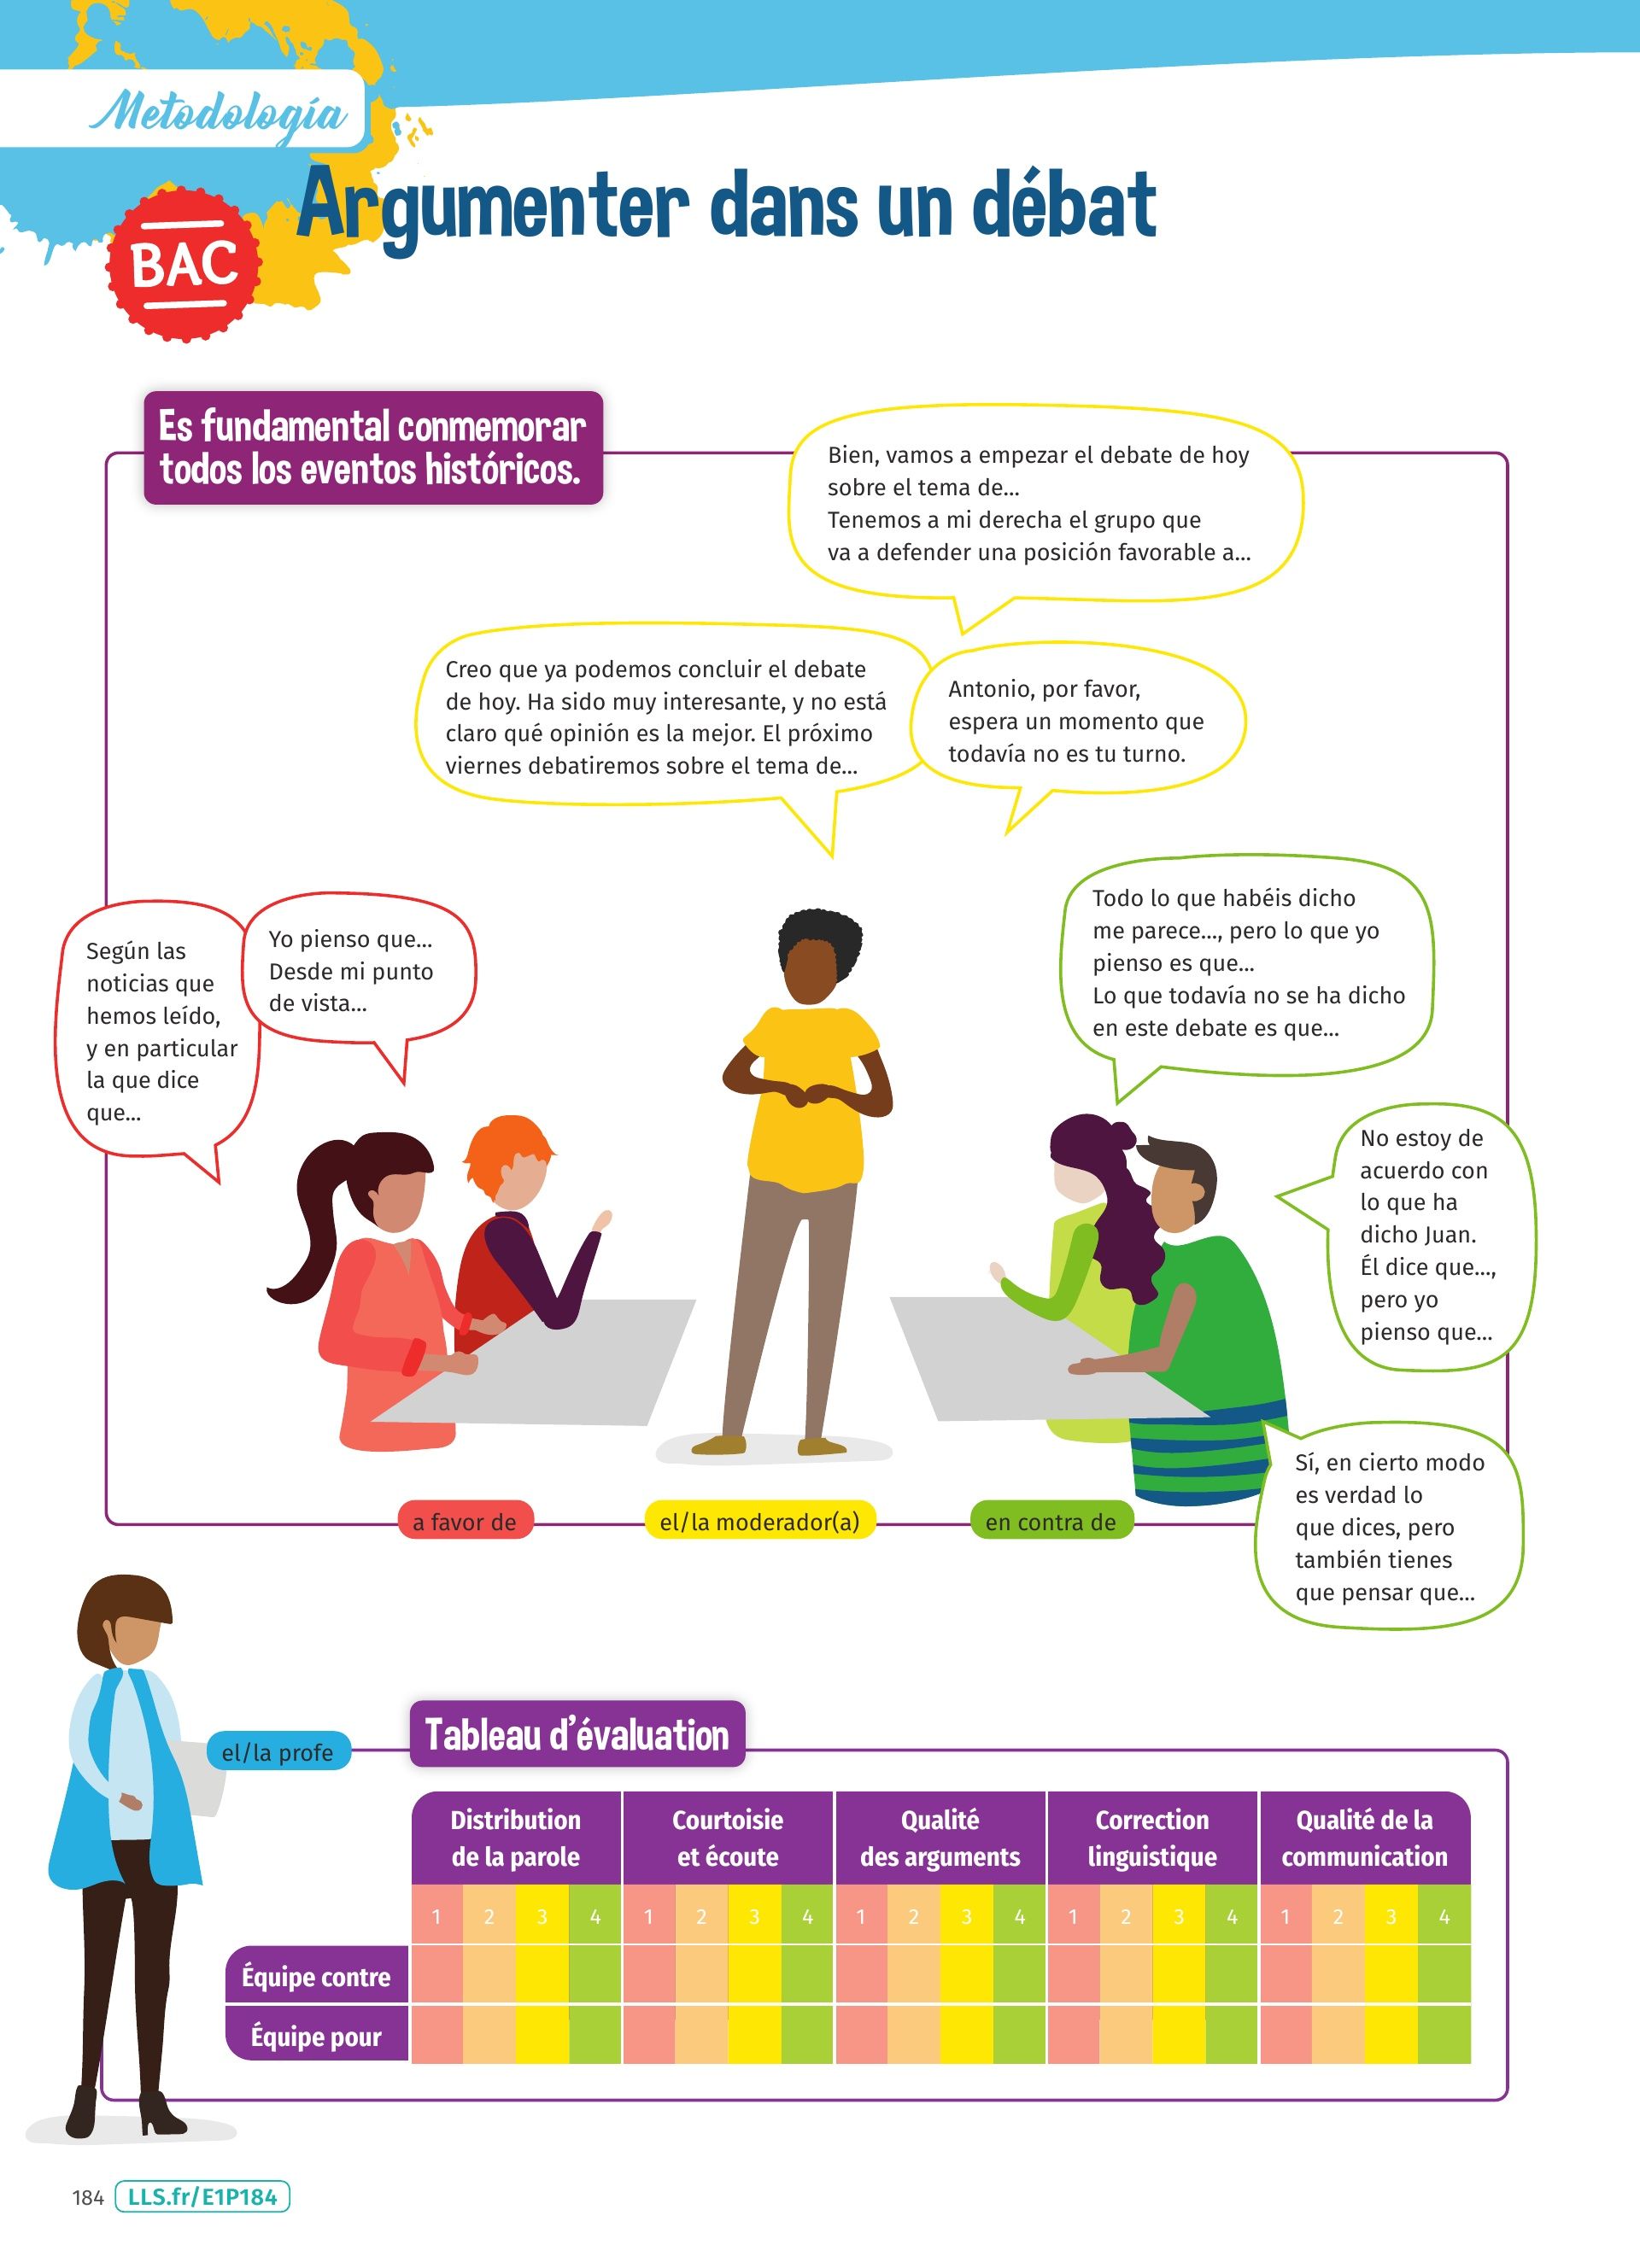 Metodología
BAC
Argumenter dans un débat
Es fundamental conmemorar
todos los eventos históricos.
Bien, vamos a empezar el debate de hoy
sobre el tema de...
Tenemos a mi derecha el grupo que
va a defender una posición favorable a...
Creo que ya podemos concluir el debate
de hoy. Ha sido muy interesante, y no está
claro qué opinión es la mejor. El próximo
viernes debatiremos sobre el tema de...
Antonio, por favor,
espera un momento que
todavía no es tu turno.
Según las
noticias que
hemos leído,
y en particular
la que dice
que...
Yo pienso que...
Desde mi punto
de vista...
Todo lo que habéis dicho
me parece..., pero lo que yo
pienso es que...
Lo que todavía no se ha dicho
en este debate es que...
No estoy de
acuerdo con
lo que ha
dicho Juan.
Él dice que...,
pero yo
pienso que...
Sí, en cierto modo
es verdad lo
que dices, pero
también tienes
que pensar que...
a favor de
el/la moderador(a)
en contra de
el/la profe
Tableau d'évaluation
Distribution
de la parole
Courtoisie
et écoute
Qualité
des arguments
Correction
linguistique
Qualité de la
communication
1 2 3 4 1 2 3 4 1 2 3 4 1 2 3 4 1 2 3 4
Équipe contre
Équipe pour
184 LLS.fr/E1P184